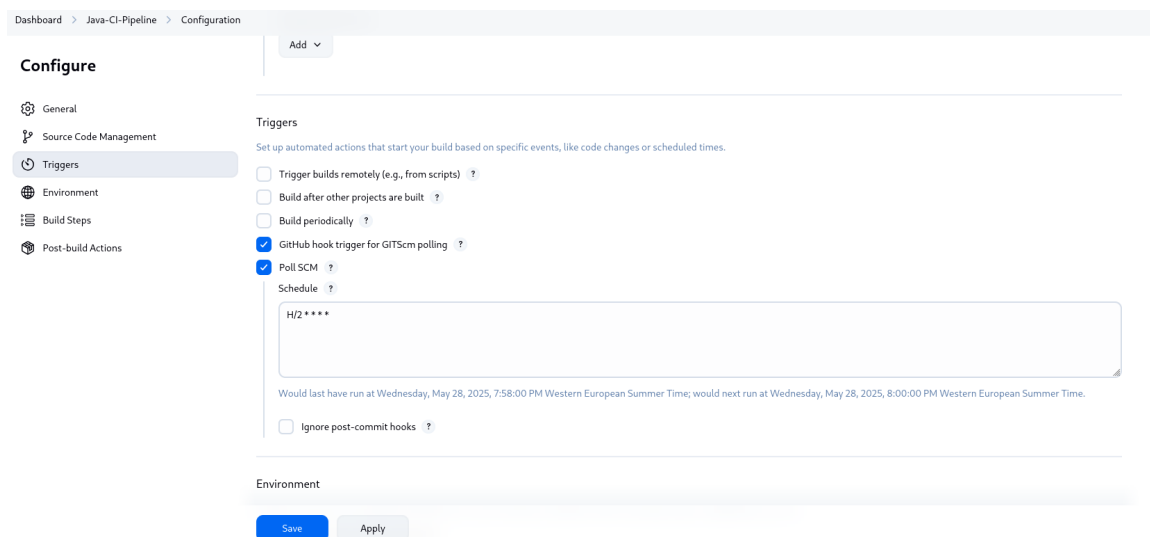 Dashboard > Java-CI-Pipeline > Configuration
Configure
General
Source Code Management
Triggers
Environment
Build Steps
Post-build Actions
Add
Triggers
Set up automated actions that start your build based on specific events, like code changes or scheduled times.
Trigger builds remotely (e.g., from scripts) ?
Build after other projects are built ?
Build periodically ?
GitHub hook trigger for GITScm polling ?
Poll SCM ?
Schedule ?
H/2 * * * *
Would last have run at Wednesday, May 28, 2025, 7:58:00 PM Western European Summer Time; would next run at Wednesday, May 28, 2025, 8:00:00 PM Western European Summer Time.
Ignore post-commit hooks ?
Environment
Save
Apply